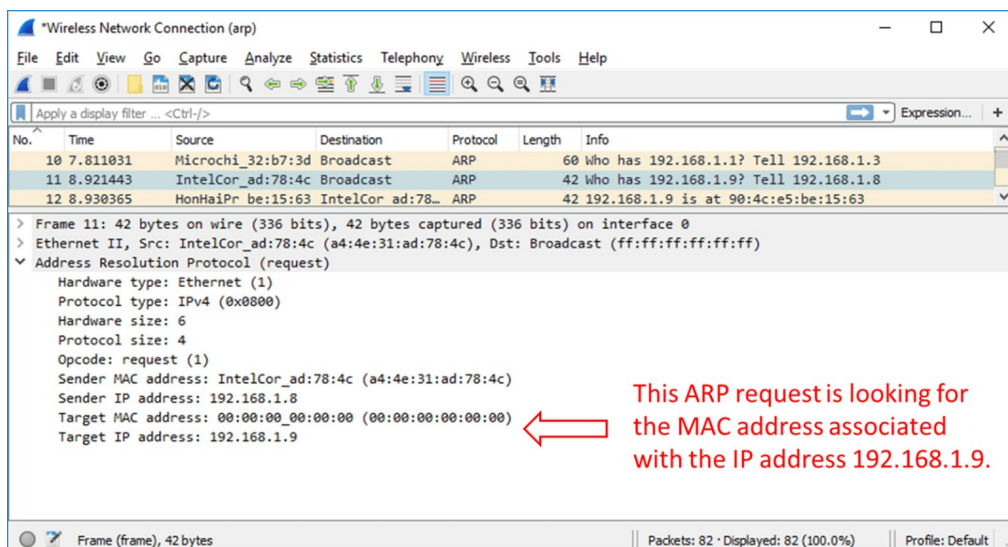 *Wireless Network Connection (arp)
File Edit View Go Capture Analyze Statistics Telephony Wireless Tools Help
Apply a display filter ... <Ctrl-/> Expression... +
No. Time Source Destination Protocol Length Info
10 7.811031 Microchi_32:b7:3d Broadcast ARP 60 Who has 192.168.1.1? Tell 192.168.1.3
11 8.921443 IntelCor_ad:78:4c Broadcast ARP 42 Who has 192.168.1.9? Tell 192.168.1.8
12 8.930365 HonHaiPr be:15:63 IntelCor ad:78... ARP 42 192.168.1.9 is at 90:4c:e5:be:15:63
> Frame 11: 42 bytes on wire (336 bits), 42 bytes captured (336 bits) on interface 0
> Ethernet II, Src: IntelCor_ad:78:4c (a4:4e:31:ad:78:4c), Dst: Broadcast (ff:ff:ff:ff:ff:ff)
Address Resolution Protocol (request)
Hardware type: Ethernet (1)
Protocol type: IPv4 (0x0800)
Hardware size: 6
Protocol size: 4
Opcode: request (1)
Sender MAC address: IntelCor_ad:78:4c (a4:4e:31:ad:78:4c)
Sender IP address: 192.168.1.8
Target MAC address: 00:00:00_00:00:00 (00:00:00:00:00:00)
Target IP address: 192.168.1.9
This ARP request is looking for
the MAC address associated
with the IP address 192.168.1.9.
Frame (frame), 42 bytes Packets: 82 · Displayed: 82 (100.0%) Profile: Default